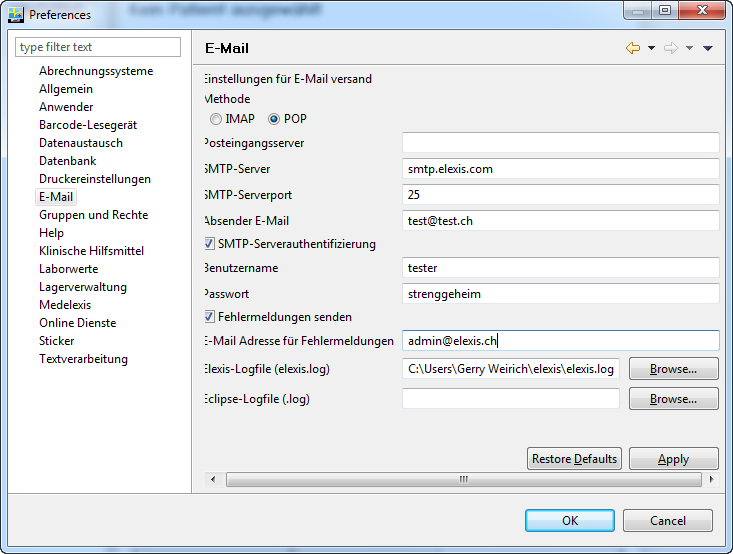 Kein Patient ausgewählt
Preferences
type filter text
Abrechnungssysteme
Allgemein
Anwender
Barcode-Lesegerät
Datenaustausch
Datenbank
Druckereinstellungen
E-Mail
Gruppen und Rechte
Help
Klinische Hilfsmittel
Laborwerte
Lagerverwaltung
Medelexis
Online Dienste
Sticker
Textverarbeitung
E-Mail
Einstellungen für E-Mail versand
Methode
IMAP POP
Posteingangsserver
SMTP-Server smtp.elexis.com
SMTP-Serverport 25
Absender E-Mail test@test.ch
SMTP-Serverauthentifizierung
Benutzername tester
Passwort strenggeheim
Fehlermeldungen senden
E-Mail Adresse für Fehlermeldungen admin@elexis.ch
Elexis-Logfile (elexis.log) C:\Users\Gerry Weirich\elexis\elexis.log Browse...
Eclipse-Logfile (.log) Browse...
Restore Defaults Apply
OK Cancel